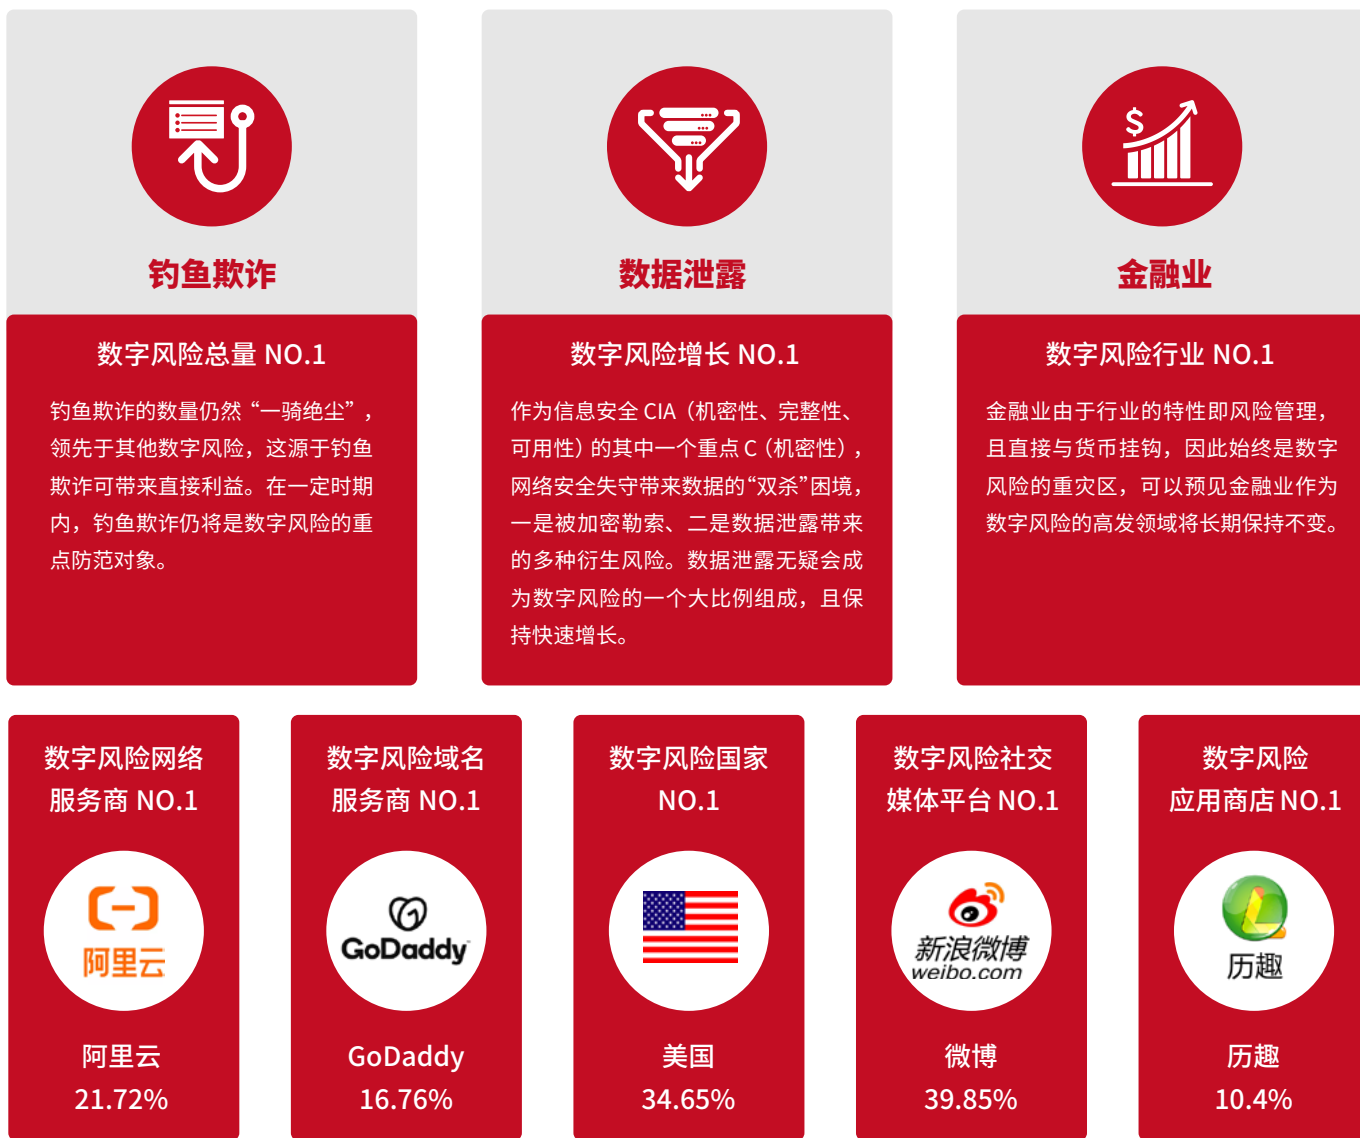 钓鱼欺诈
数字风险总量 NO.1
钓鱼欺诈的数量仍然“一骑绝尘”，
领先于其他数字风险，这源于钓鱼
欺诈可带来直接利益。在一定时期
内，钓鱼欺诈仍将是数字风险的重
点防范对象。
数据泄露
数字风险增长 NO.1
作为信息安全 CIA（机密性、完整性、
可用性）的其中一个重点 C（机密性），
网络安全失守带来数据的“双杀”困境，
一是被加密勒索、二是数据泄露带来
的多种衍生风险。数据泄露无疑会成
为数字风险的一个大比例组成，且保
持快速增长。
金融业
数字风险行业 NO.1
金融业由于行业的特性即风险管理，
且直接与货币挂钩，因此始终是数字
风险的重灾区，可以预见金融业作为
数字风险的高发领域将长期保持不变。
数字风险网络
服务商 NO.1
阿里云
阿里云
21.72%
数字风险域名
服务商 NO.1
GoDaddy
GoDaddy
16.76%
数字风险国家
NO.1
美国
34.65%
数字风险社交
媒体平台 NO.1
新浪微博
weibo.com
微博
39.85%
数字风险
应用商店 NO.1
历趣
历趣
10.4%